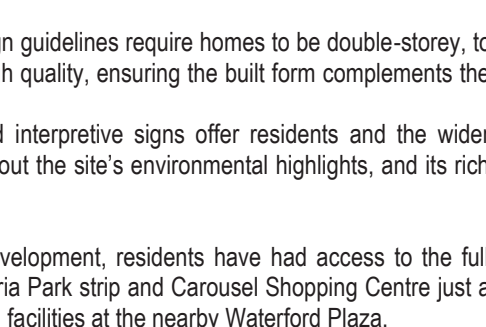 gn guidelines require homes to be double-storey, to
h quality, ensuring the built form complements the
d interpretive signs offer residents and the wider
out the site's environmental highlights, and its rich
velopment, residents have had access to the full
ria Park strip and Carousel Shopping Centre just a
facilities at the nearby Waterford Plaza.